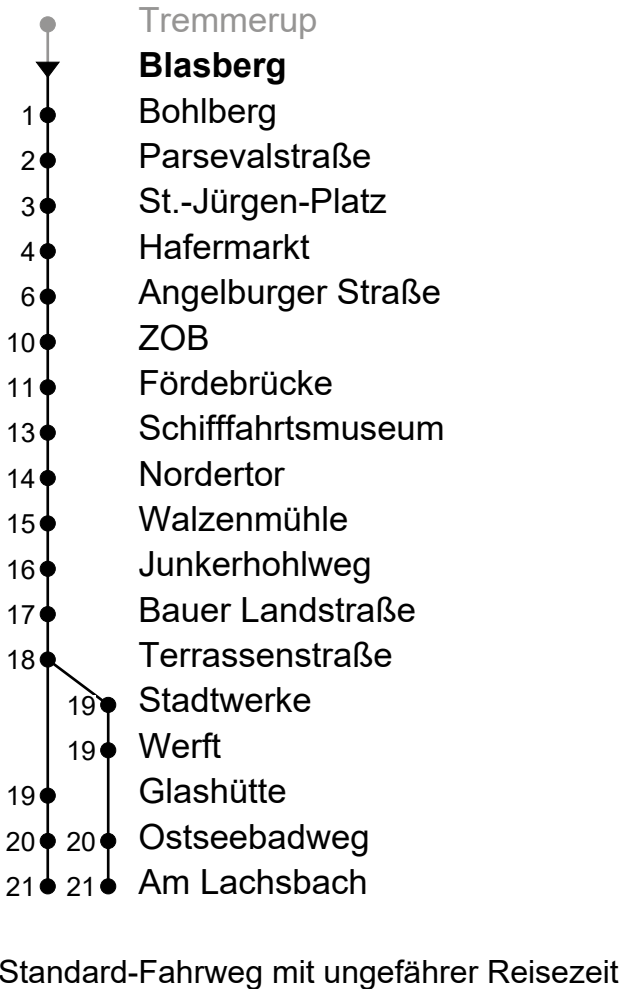 Tremmerup
Blasberg
1 Bohlberg
2 Parsevalstraße
3 St.-Jürgen-Platz
4 Hafermarkt
6 Angelburger Straße
10 ZOB
11 Fördebrücke
13 Schifffahrtsmuseum
14 Nordertor
15 Walzenmühle
16 Junkerhohlweg
17 Bauer Landstraße
18 Terrassenstraße
19 Stadtwerke
19 Werft
19 Glashütte
20 20 Ostseebadweg
21 21 Am Lachsbach
Standard-Fahrweg mit ungefährer Reisezeit